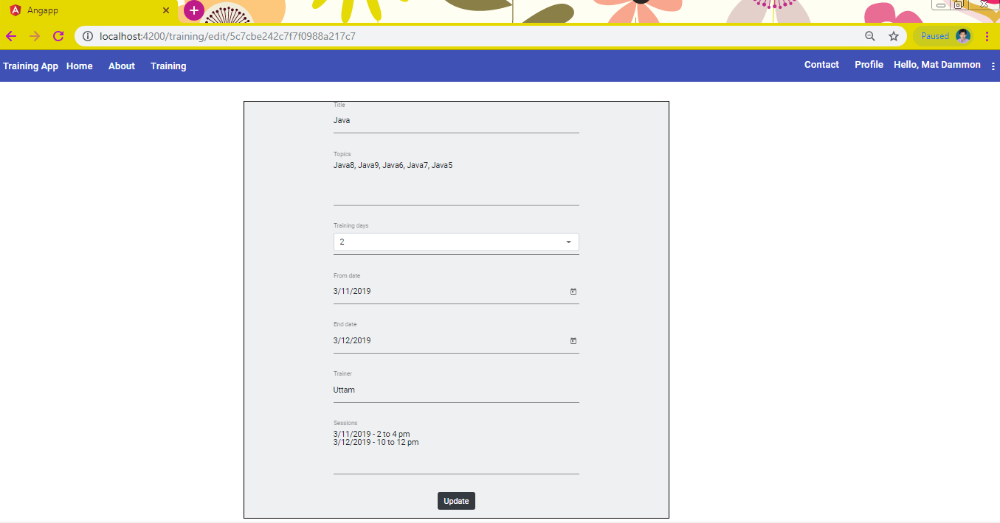 Angapp
localhost:4200/training/edit/5c7cbe242c7f7f0988a217c7
Paused
Training App Home About Training Contact Profile Hello, Mat Dammon
Title
Java
Topics
Java8, Java9, Java6, Java7, Java5
Training days
2
From date
3/11/2019
End date
3/12/2019
Trainer
Uttam
Sessions
3/11/2019 - 2 to 4 pm
3/12/2019 - 10 to 12 pm
Update